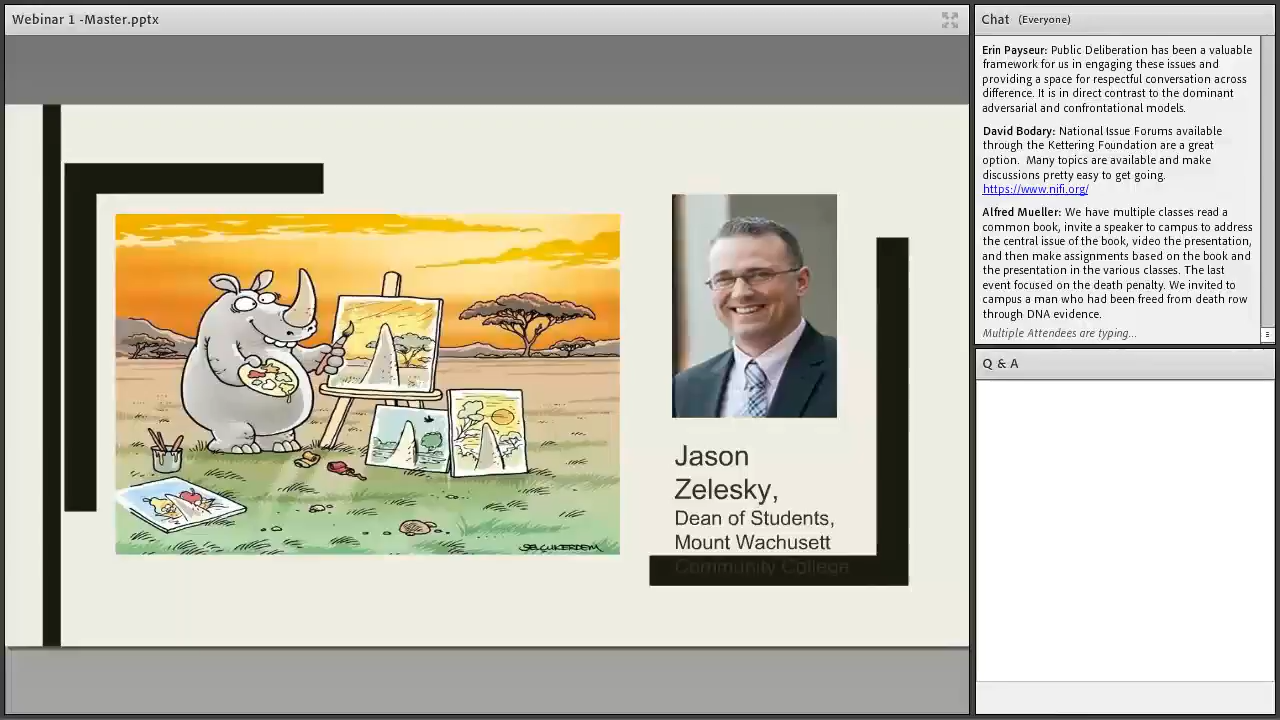 Webinar 1 -Master.pptx
Jason
Zelesky,
Dean of Students,
Mount Wachusett
Community College
SELCUKERDEM
Chat (Everyone)
Erin Payseur: Public Deliberation has been a valuable
framework for us in engaging these issues and
providing a space for respectful conversation across
difference. It is in direct contrast to the dominant
adversarial and confrontational models.
David Bodary: National Issue Forums available
through the Kettering Foundation are a great
option.  Many topics are available and make
discussions pretty easy to get going.
https://www.nifi.org/
Alfred Mueller: We have multiple classes read a
common book, invite a speaker to campus to address
the central issue of the book, video the presentation,
and then make assignments based on the book and
the presentation in the various classes. The last
event focused on the death penalty. We invited to
campus a man who had been freed from death row
through DNA evidence.
Multiple Attendees are typing...
Q & A